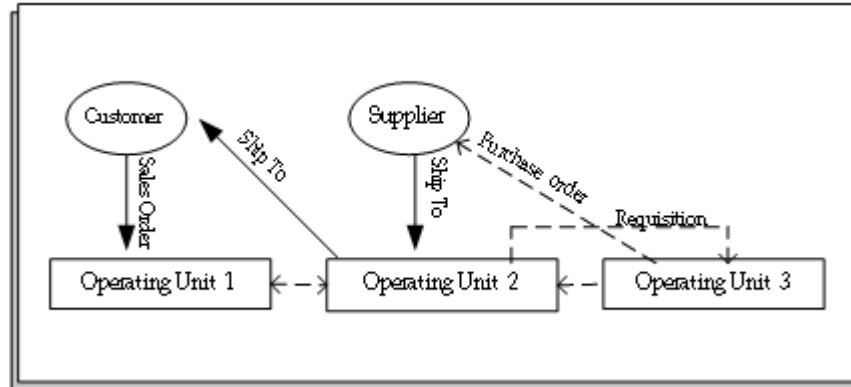 Customer
Supplier
Sales Order
Ship To
Ship To
Purchase order
Requisition
Operating Unit 1
Operating Unit 2
Operating Unit 3